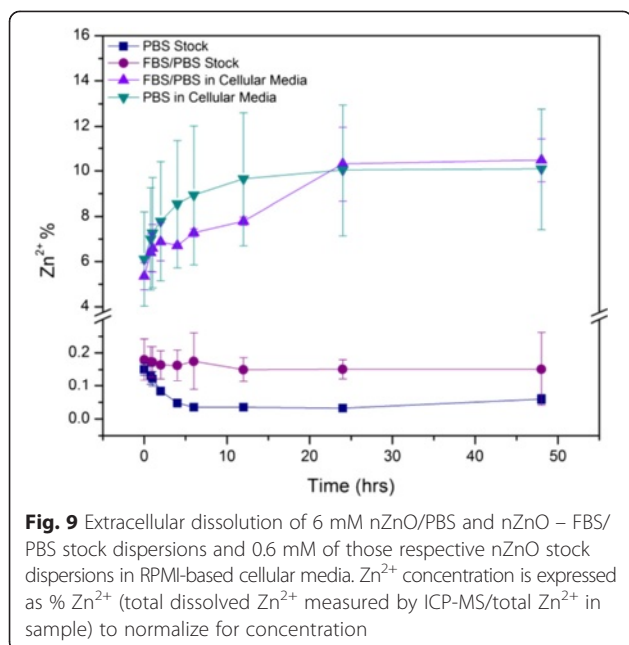 16
14
12
10
8
6
4
0.2
0.1
0.0
Zn²⁺ %
PBS Stock
FBS/PBS Stock
FBS/PBS in Cellular Media
PBS in Cellular Media
0 10 20 30 40 50
Time (hrs)
Fig. 9 Extracellular dissolution of 6 mM nZnO/PBS and nZnO – FBS/
PBS stock dispersions and 0.6 mM of those respective nZnO stock
dispersions in RPMI-based cellular media. Zn²⁺ concentration is expressed
as % Zn²⁺ (total dissolved Zn²⁺ measured by ICP-MS/total Zn²⁺ in
sample) to normalize for concentration